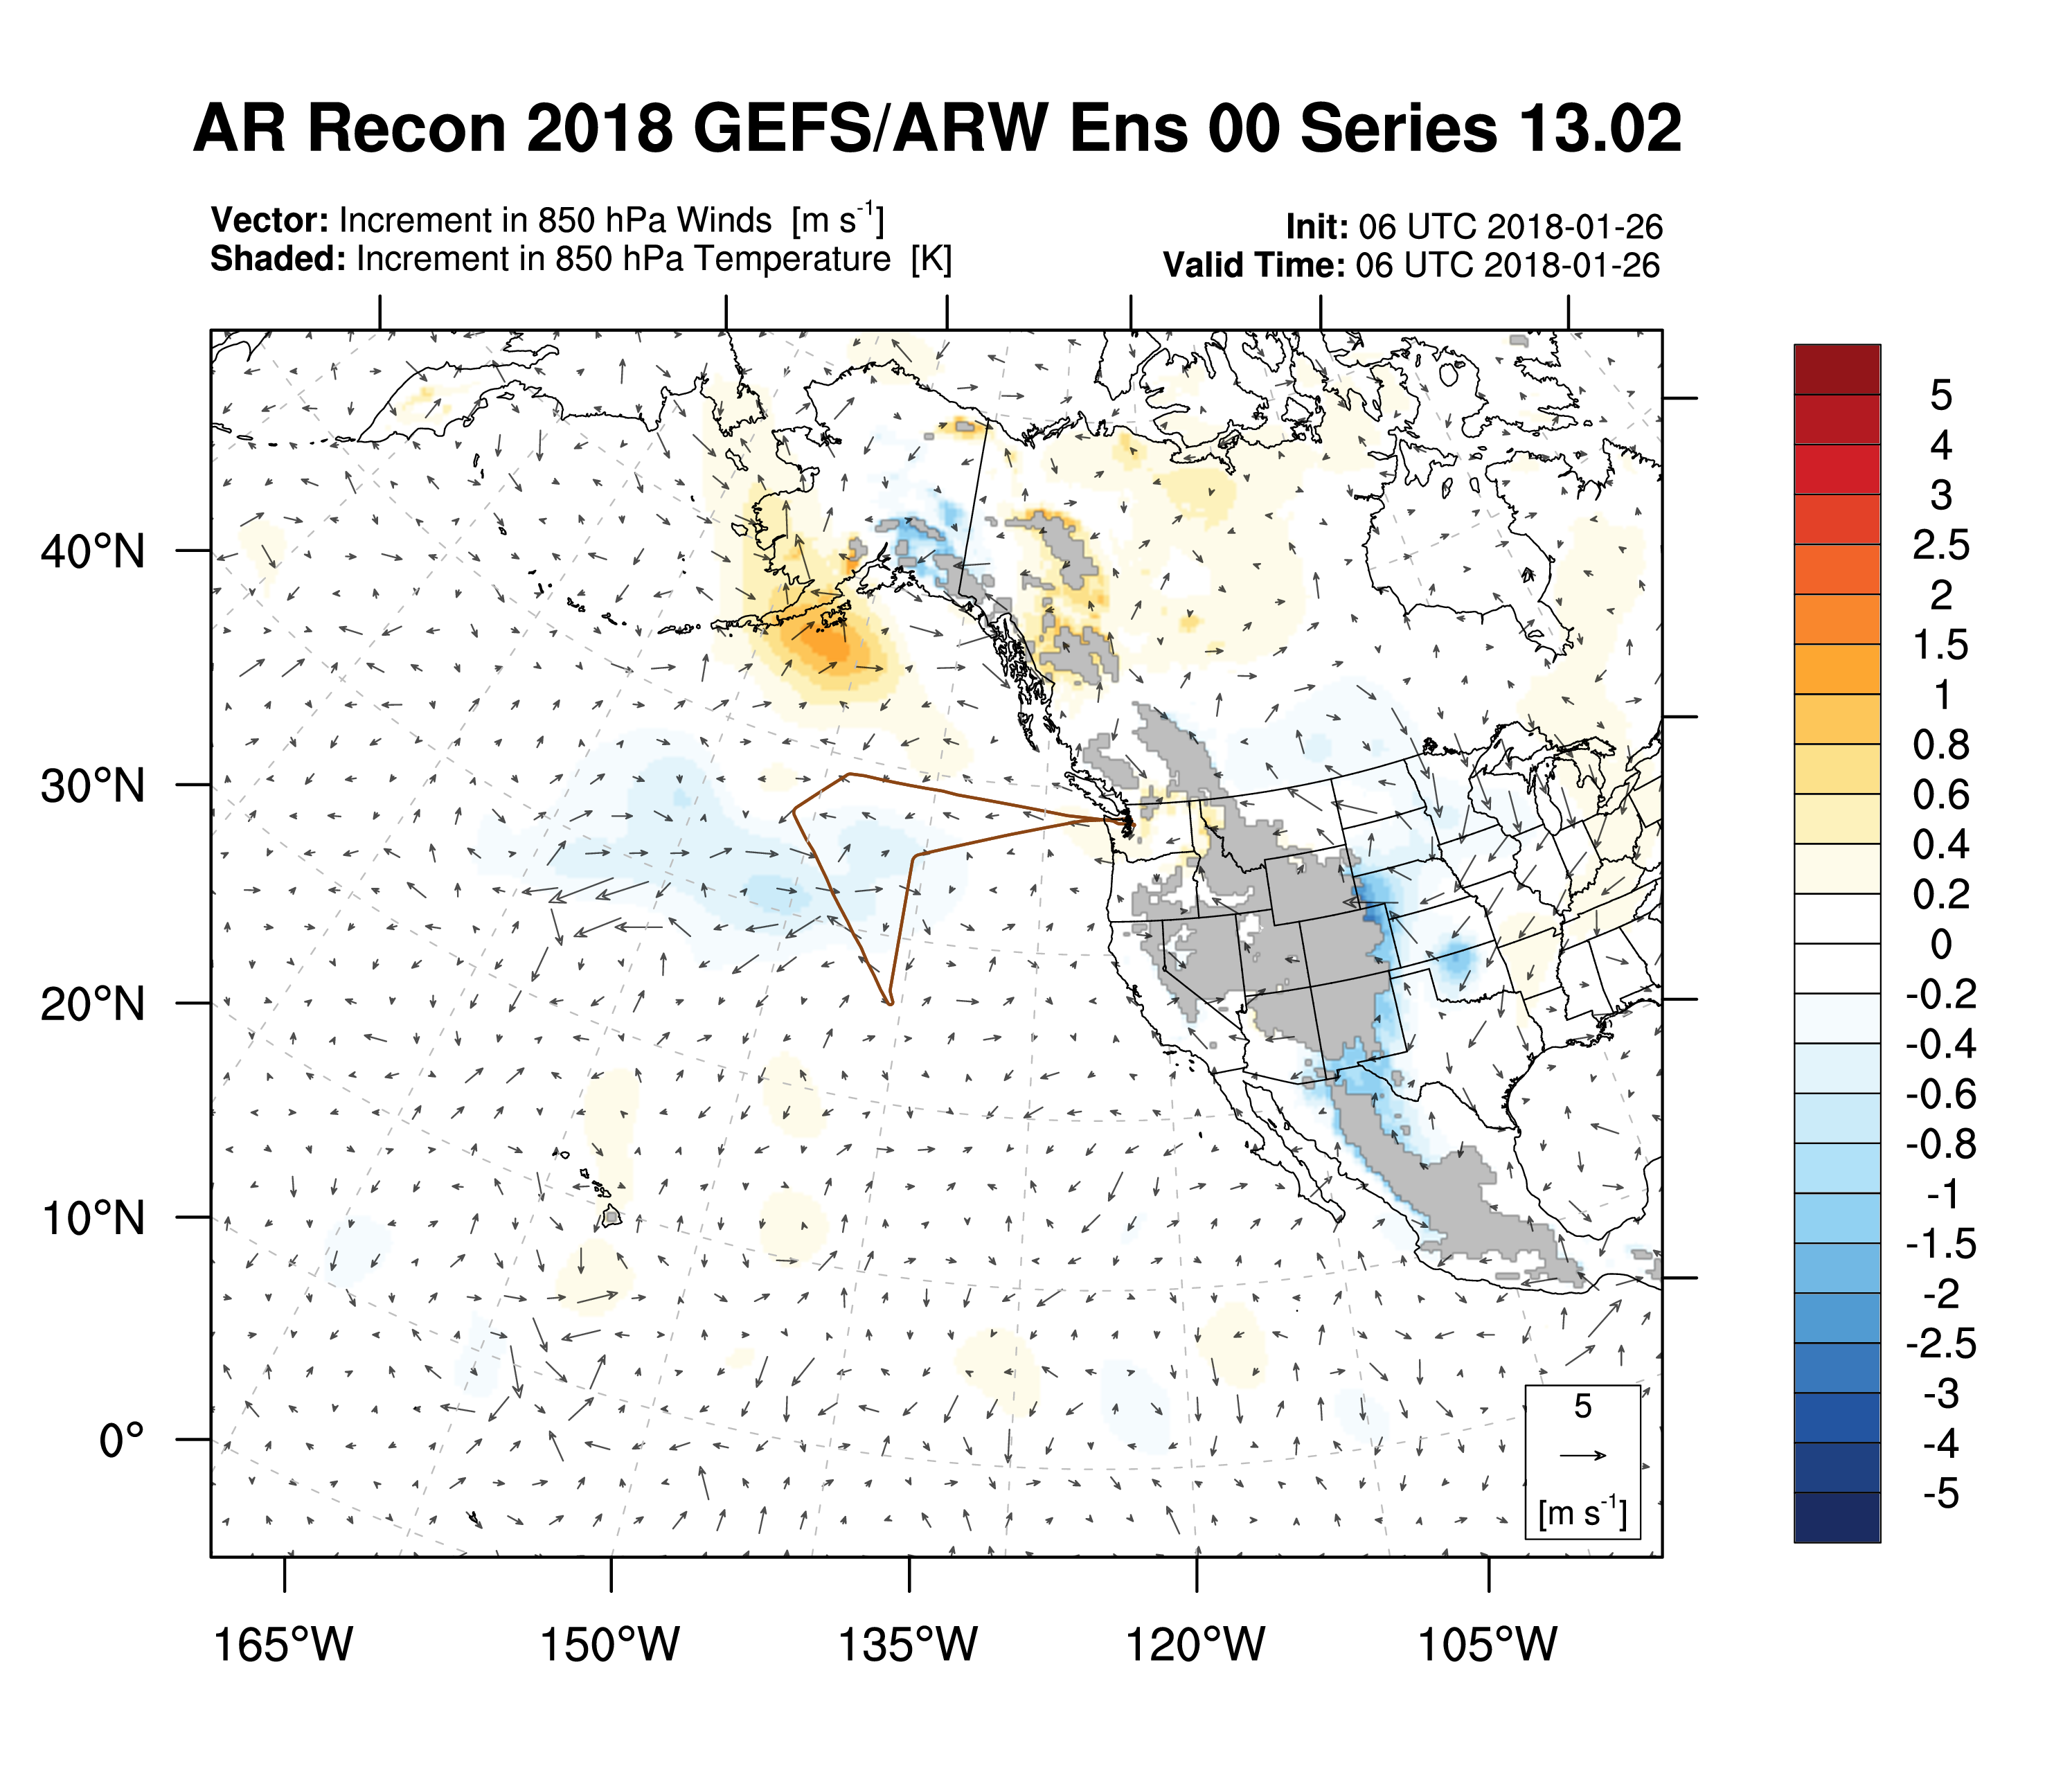 AR Recon 2018 GEFS/ARW Ens 00 Series 13.02
Vector: Increment in 850 hPa Winds [m s-1]
Init: 06 UTC 2018-01-26
Shaded: Increment in 850 hPa Temperature [K]
Valid Time: 06 UTC 2018-01-26
40°N
30°N
20°N
10°N
0°
165°W
150°W
135°W
120°W
105°W
5
[m s-1]
5
4
3
2.5
2
1.5
1
0.8
0.6
0.4
0.2
0
-0.2
-0.4
-0.6
-0.8
-1
-1.5
-2
-2.5
-3
-4
-5